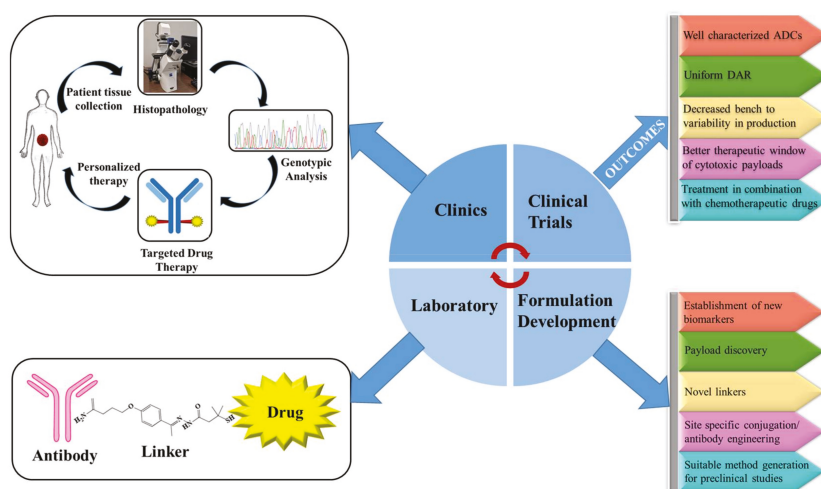 Patient tissue
collection
Histopathology
Genotypic
Analysis
Personalized
therapy
Targeted Drug
Therapy
Clinics
Clinical
Trials
Laboratory
Formulation
Development
OUTCOMES
Well characterized ADCs
Uniform DAR
Decreased bench to
variability in production
Better therapeutic window
of cytotoxic payloads
Treatment in combination
with chemotherapeutic drugs
Establishment of new
biomarkers
Payload discovery
Novel linkers
Site specific conjugation/
antibody engineering
Suitable method generation
for preclinical studies
Antibody
H₂N
O
N
HN
O
SH
Linker
Drug